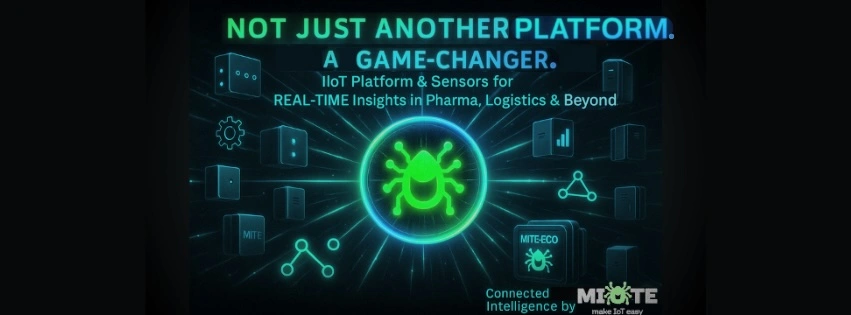 NOT JUST ANOTHER PLATFORM.
A GAME-CHANGER.
IIoT Platform & Sensors for
REAL-TIME Insights in Pharma, Logistics & Beyond
MITE
MITE-ECO
Connected
Intelligence by
MIOTE
make IoT easy